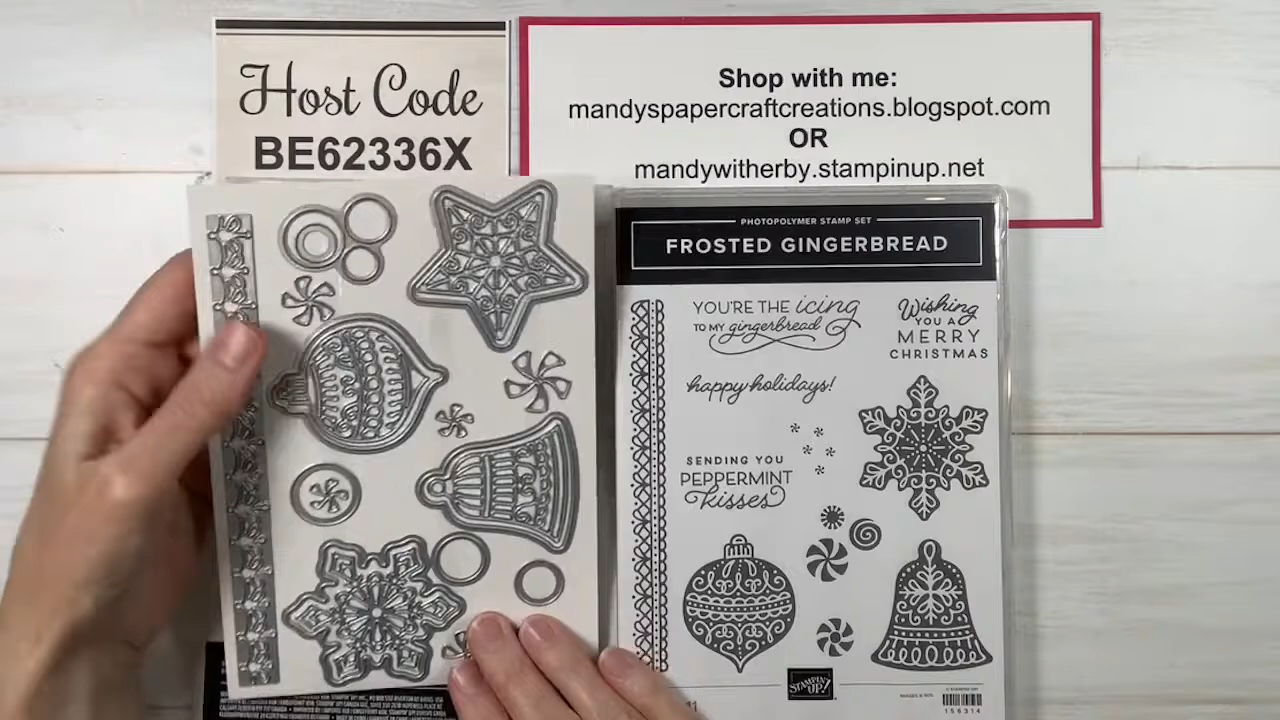 Host Code
BE62336X
Shop with me:
mandyspapercraftcreations.blogspot.com
OR
mandywitherby.stampinup.net
PHOTOPOLYMER STAMP SET
FROSTED GINGERBREAD
YOU'RE THE icing
TO MY gingerbread
Wishing
YOU A
MERRY
CHRISTMAS
happy holidays!
SENDING YOU
PEPPERMINT
kisses
STAMPIN' UP!
156314